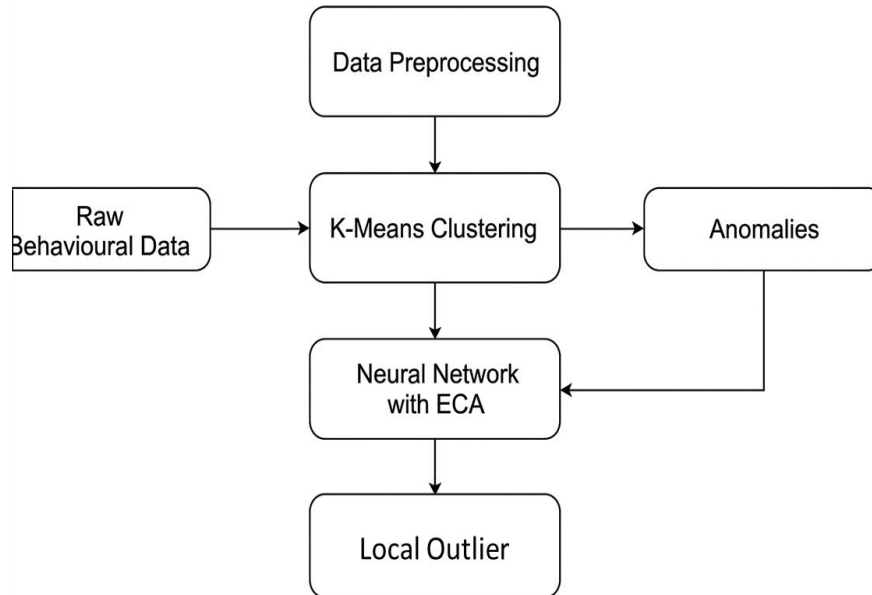 Data Preprocessing
Raw
Behavioural Data
K-Means Clustering
Anomalies
Neural Network
with ECA
Local Outlier